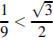 1/9 < √3/2